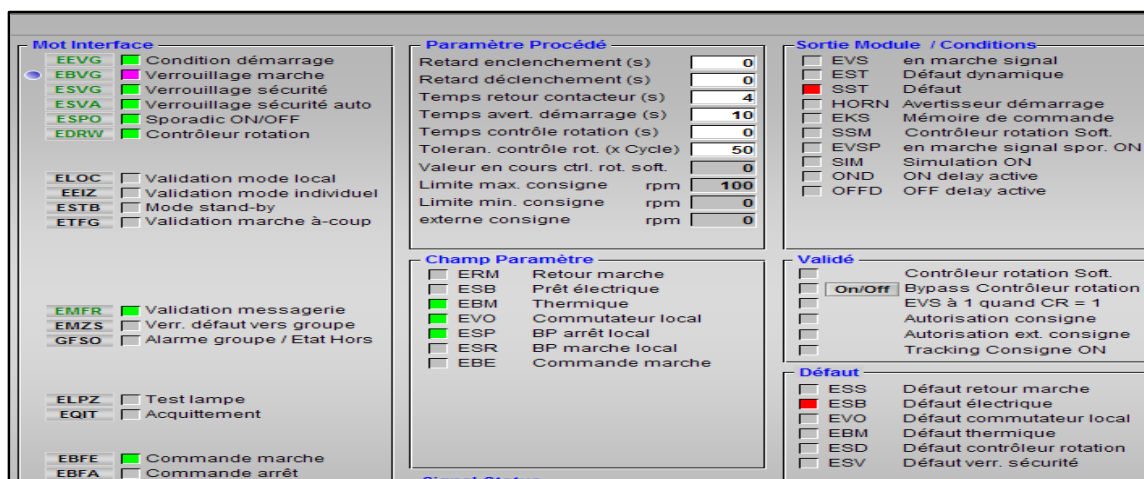 Mot Interface
EEVG Condition démarrage
EBVG Verrouillage marche
ESVG Verrouillage sécurité
ESVA Verrouillage sécurité auto
ESPO Sporadic ON/OFF
EDRW Contrôleur rotation
ELOC Validation mode local
EEIZ Validation mode individuel
ESTB Mode stand-by
ETFG Validation marche à-coup
EMFR Validation messagerie
EMZS Verr. défaut vers groupe
GFSO Alarme groupe / Etat Hors
ELPZ Test lampe
EQIT Acquittement
EBFE Commande marche
EBFA Commande arrêt
Paramètre Procédé
Retard enclenchement (s) 0
Retard déclenchement (s) 0
Temps retour contacteur (s) 4
Temps avert. démarrage (s) 10
Temps contrôle rotation (s) 0
Toleran. contrôle rot. (x Cycle) 50
Valeur en cours ctrl. rot. soft. 0
Limite max. consigne rpm 100
Limite min. consigne rpm 0
externe consigne rpm 0
Champ Paramètre
ERM Retour marche
ESB Prêt électrique
EBM Thermique
EVO Commutateur local
ESP BP arrêt local
ESR BP marche local
EBE Commande marche
Signal Status
Sortie Module / Conditions
EVS en marche signal
EST Défaut dynamique
SST Défaut
HORN Avertisseur démarrage
EKS Mémoire de commande
SSM Contrôleur rotation Soft.
EVSP en marche signal spor. ON
SIM Simulation ON
OND ON delay active
OFFD OFF delay active
Validé
Contrôleur rotation Soft.
On/Off Bypass Contrôleur rotation
EVS à 1 quand CR = 1
Autorisation consigne
Autorisation ext. consigne
Tracking Consigne ON
Défaut
ESS Défaut retour marche
ESB Défaut électrique
EVO Défaut commutateur local
EBM Défaut thermique
ESD Défaut contrôleur rotation
ESV Défaut verr. sécurité